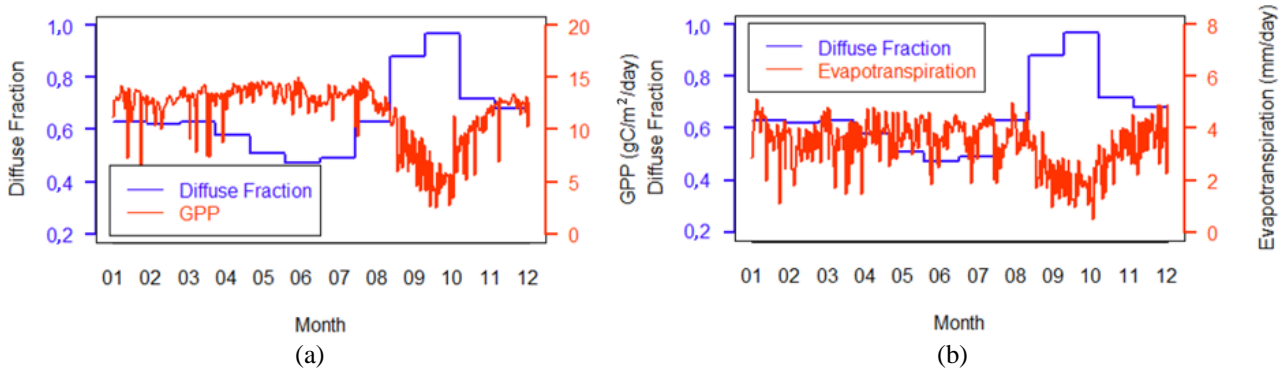 Diffuse Fraction
1,0
0,8
0,6
0,4
0,2
Diffuse Fraction
GPP
20
15
10
5
0
GPP (gC/m²/day)
01 02 03 04 05 06 07 08 09 10 11 12
Month
(a)
Diffuse Fraction
1,0
0,8
0,6
0,4
0,2
Diffuse Fraction
Evapotranspiration
8
6
4
2
0
Evapotranspiration (mm/day)
01 02 03 04 05 06 07 08 09 10 11 12
Month
(b)